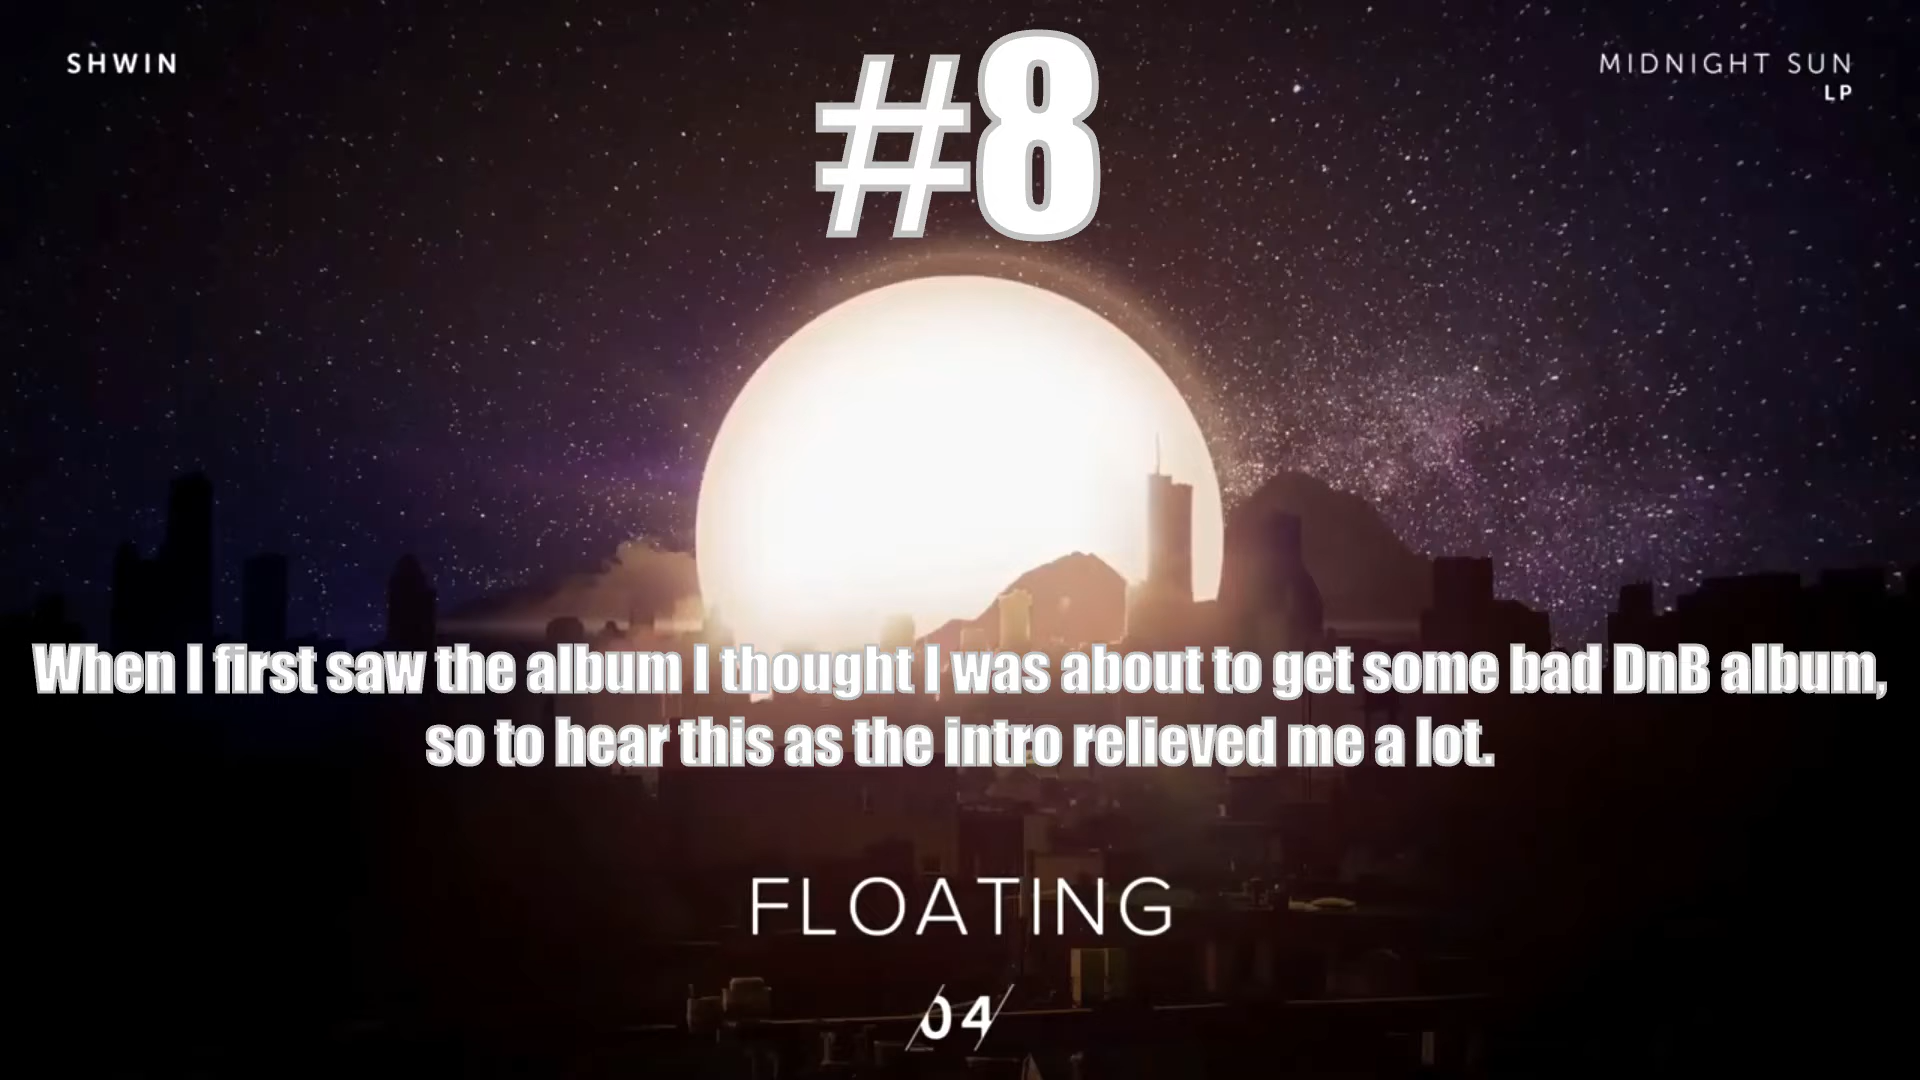 SHWIN
#8
MIDNIGHT SUN
LP
When I first saw the album I thought I was about to get some bad DnB album,
so to hear this as the intro relieved me a lot.
FLOATING
04